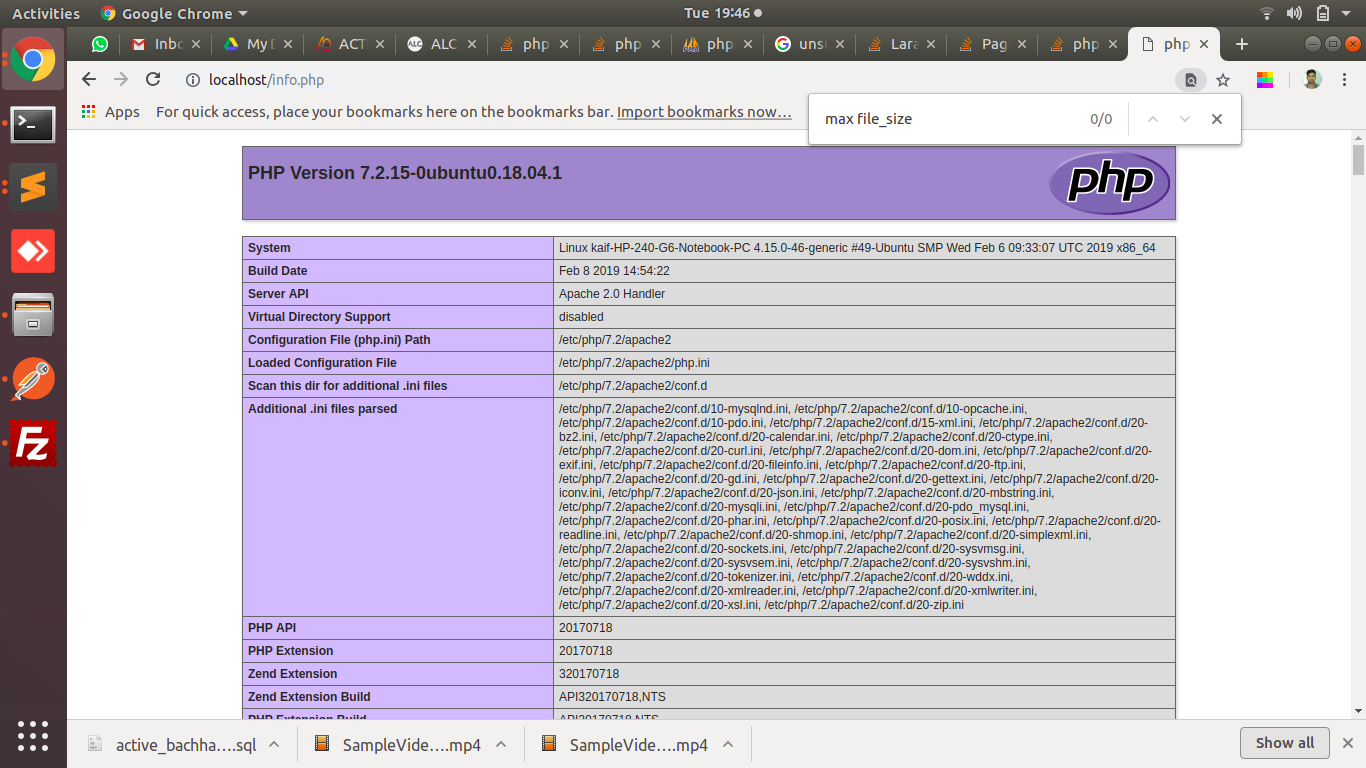 Activities Google Chrome Tue 19:46
Inbc My D ACT ALC php php php uns Lara Pag php php
localhost/info.php
Apps For quick access, place your bookmarks here on the bookmarks bar. Import bookmarks now…
max file_size 0/0
PHP Version 7.2.15-0ubuntu0.18.04.1
php
System Linux kaif-HP-240-G6-Notebook-PC 4.15.0-46-generic #49-Ubuntu SMP Wed Feb 6 09:33:07 UTC 2019 x86_64
Build Date Feb 8 2019 14:54:22
Server API Apache 2.0 Handler
Virtual Directory Support disabled
Configuration File (php.ini) Path /etc/php/7.2/apache2
Loaded Configuration File /etc/php/7.2/apache2/php.ini
Scan this dir for additional .ini files /etc/php/7.2/apache2/conf.d
Additional .ini files parsed /etc/php/7.2/apache2/conf.d/10-mysqlnd.ini, /etc/php/7.2/apache2/conf.d/10-opcache.ini,
/etc/php/7.2/apache2/conf.d/10-pdo.ini, /etc/php/7.2/apache2/conf.d/15-xml.ini, /etc/php/7.2/apache2/conf.d/20-
bz2.ini, /etc/php/7.2/apache2/conf.d/20-calendar.ini, /etc/php/7.2/apache2/conf.d/20-ctype.ini,
/etc/php/7.2/apache2/conf.d/20-curl.ini, /etc/php/7.2/apache2/conf.d/20-dom.ini, /etc/php/7.2/apache2/conf.d/20-
exif.ini, /etc/php/7.2/apache2/conf.d/20-fileinfo.ini, /etc/php/7.2/apache2/conf.d/20-ftp.ini,
/etc/php/7.2/apache2/conf.d/20-gd.ini, /etc/php/7.2/apache2/conf.d/20-gettext.ini, /etc/php/7.2/apache2/conf.d/20-
iconv.ini, /etc/php/7.2/apache2/conf.d/20-json.ini, /etc/php/7.2/apache2/conf.d/20-mbstring.ini,
/etc/php/7.2/apache2/conf.d/20-mysqli.ini, /etc/php/7.2/apache2/conf.d/20-pdo_mysql.ini,
/etc/php/7.2/apache2/conf.d/20-phar.ini, /etc/php/7.2/apache2/conf.d/20-posix.ini, /etc/php/7.2/apache2/conf.d/20-
readline.ini, /etc/php/7.2/apache2/conf.d/20-shmop.ini, /etc/php/7.2/apache2/conf.d/20-simplexml.ini,
/etc/php/7.2/apache2/conf.d/20-sockets.ini, /etc/php/7.2/apache2/conf.d/20-sysvmsg.ini,
/etc/php/7.2/apache2/conf.d/20-sysvsem.ini, /etc/php/7.2/apache2/conf.d/20-sysvshm.ini,
/etc/php/7.2/apache2/conf.d/20-tokenizer.ini, /etc/php/7.2/apache2/conf.d/20-wddx.ini,
/etc/php/7.2/apache2/conf.d/20-xmlreader.ini, /etc/php/7.2/apache2/conf.d/20-xmlwriter.ini,
/etc/php/7.2/apache2/conf.d/20-xsl.ini, /etc/php/7.2/apache2/conf.d/20-zip.ini
PHP API 20170718
PHP Extension 20170718
Zend Extension 320170718
Zend Extension Build API320170718,NTS
PHP Extension Build API20170718,NTS
Fz
active_bachha....sql SampleVide....mp4 SampleVide....mp4 Show all